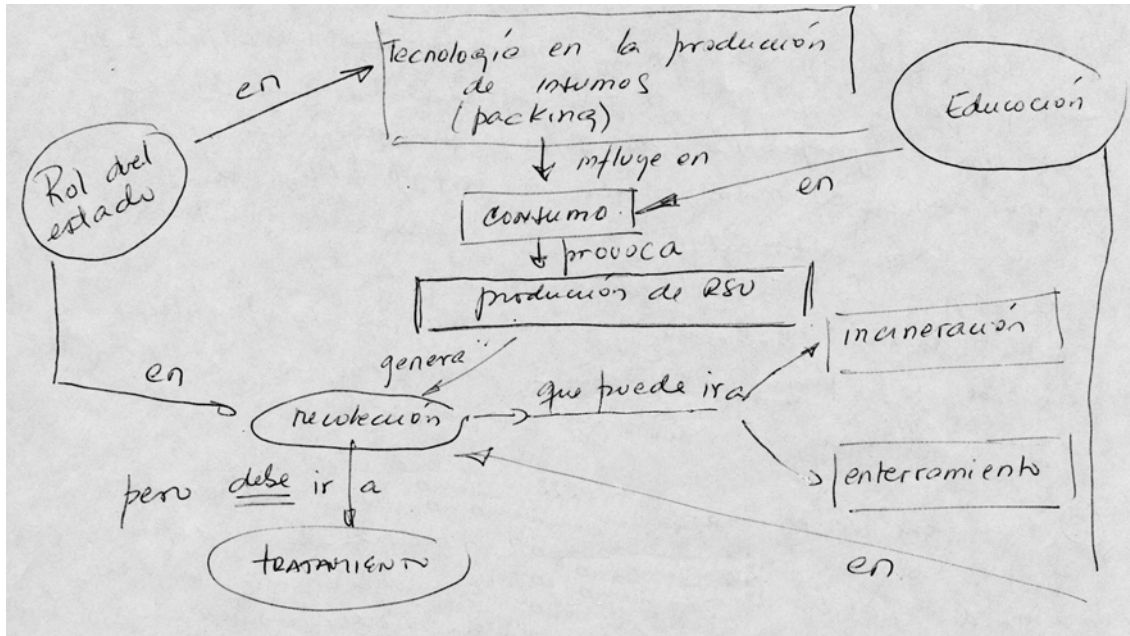 Tecnología en la producción
de insumos
(packing)
en
Educación
Rol del
estado
influye en
en
consumo
provoca
produción de RSU
genera
incineración
en
que puede ir a
recolección
enterramiento
pero debe ir a
TRATAMIENTO
en